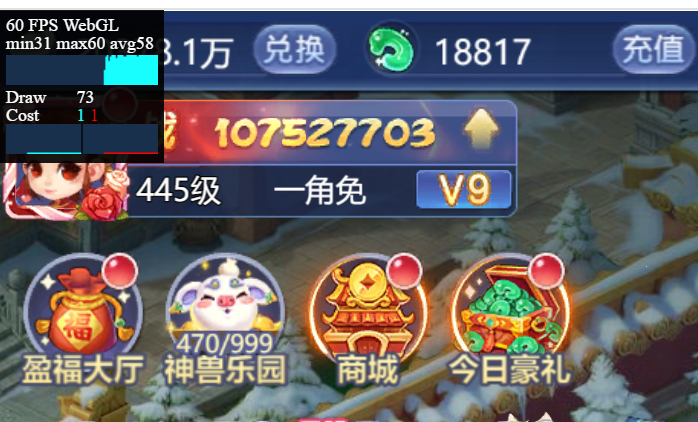 60 FPS WebGL
min31 max60 avg58
3.1万 兑换 18817 充值
Draw 73
Cost 1 1
107527703
445级 一角兔 V9
470/999
盈福大厅 神兽乐园 商城 今日豪礼
福